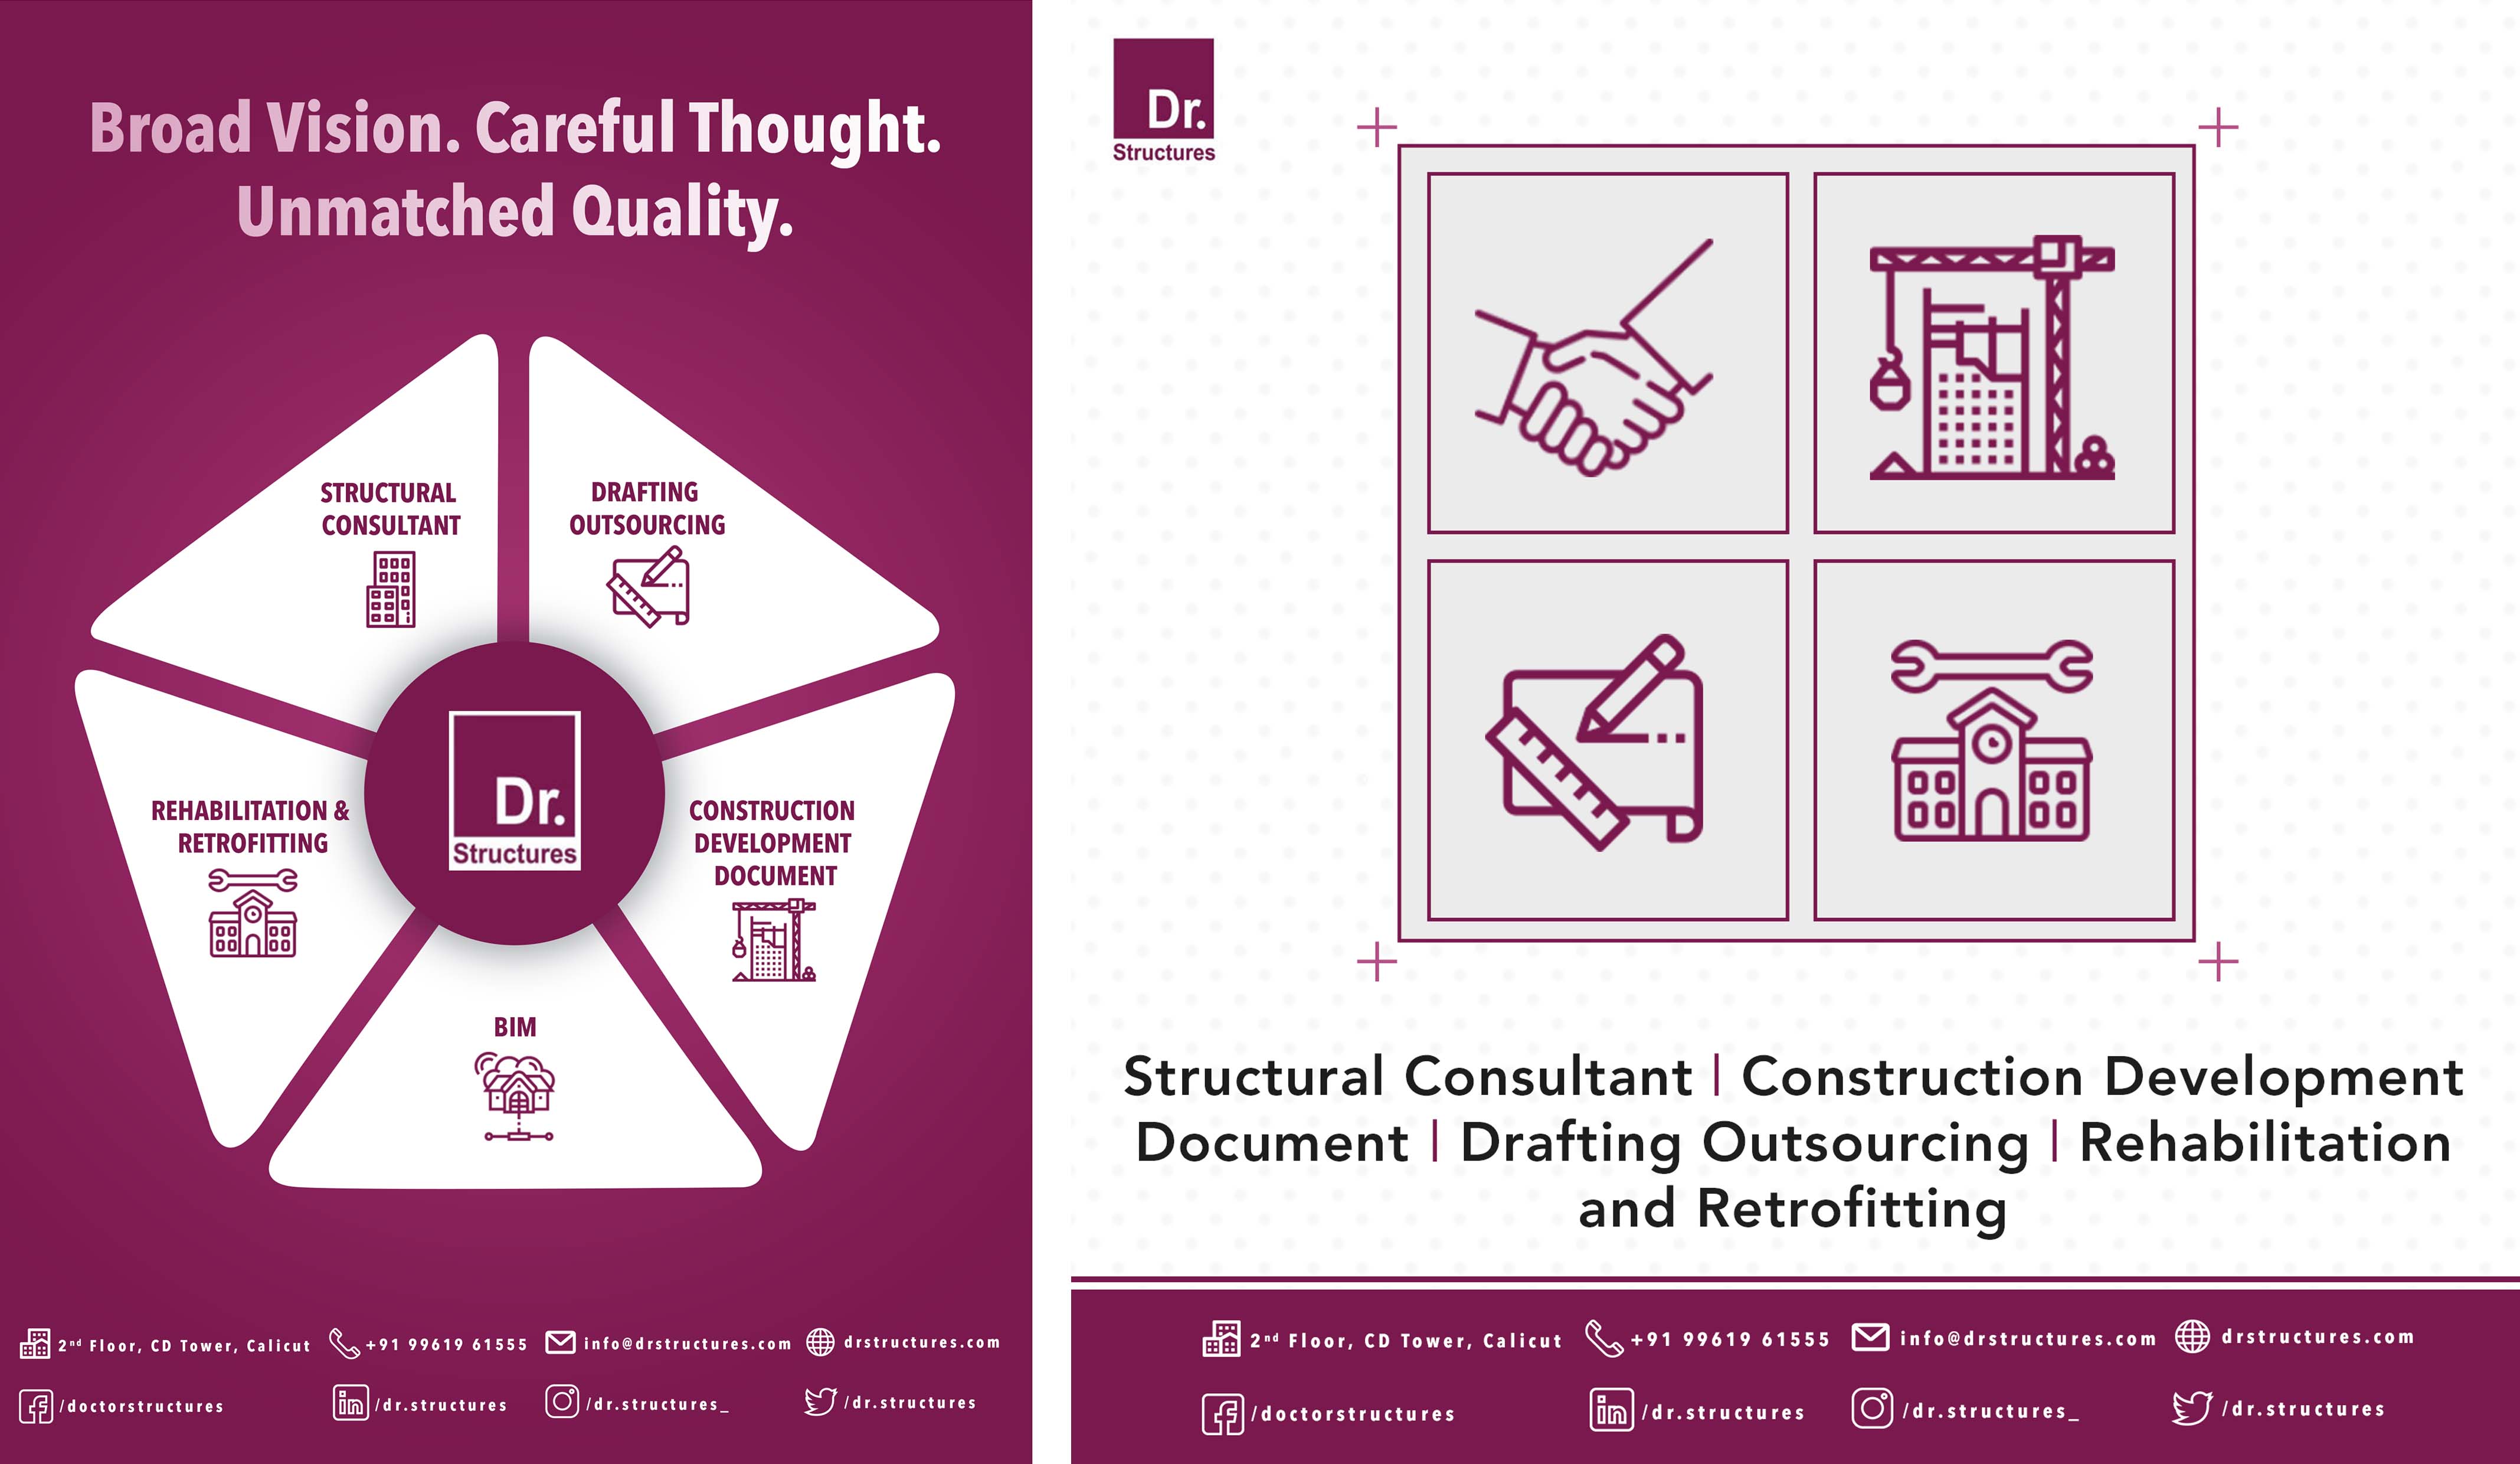 Broad Vision. Careful Thought.
Unmatched Quality.
STRUCTURAL
CONSULTANT
DRAFTING
OUTSOURCING
REHABILITATION &
RETROFITTING
Dr.
Structures
CONSTRUCTION
DEVELOPMENT
DOCUMENT
BIM
2nd Floor, CD Tower, Calicut
+91 99619 61555
info@drstructures.com
drstructures.com
/doctorstructures
/dr.structures
/dr.structures_
/dr.structures
Dr.
Structures
Structural Consultant | Construction Development
Document | Drafting Outsourcing | Rehabilitation
and Retrofitting
2nd Floor, CD Tower, Calicut
+91 99619 61555
info@drstructures.com
drstructures.com
/doctorstructures
/dr.structures
/dr.structures_
/dr.structures